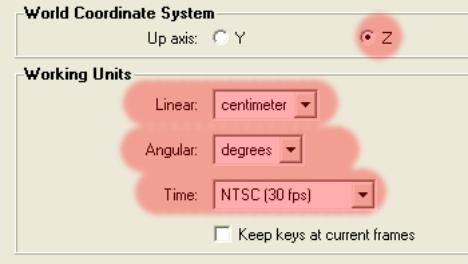 World Coordinate System
Up axis: Y Z
Working Units
Linear: centimeter
Angular: degrees
Time: NTSC (30 fps)
Keep keys at current frames